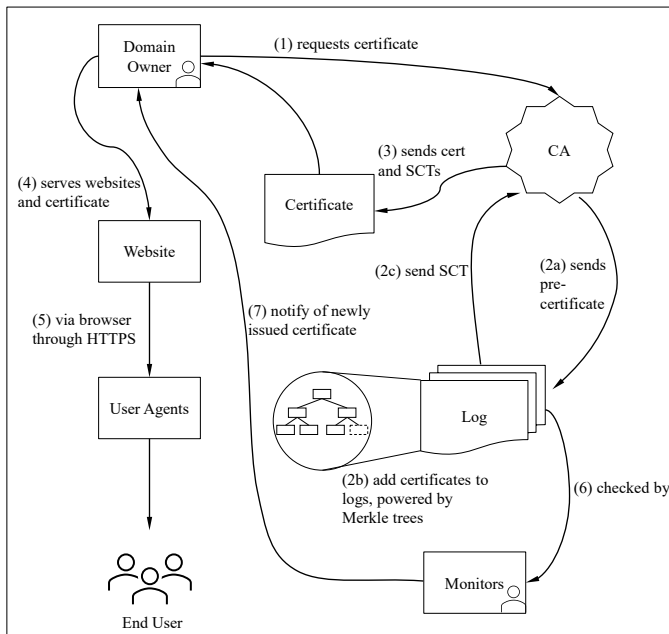 (1) requests certificate
Domain
Owner
CA
(3) sends cert
and SCTs
Certificate
(4) serves websites
and certificate
Website
(2c) send SCT
(2a) sends
pre-
certificate
(5) via browser
through HTTPS
(7) notify of newly
issued certificate
User Agents
Log
(2b) add certificates to
logs, powered by
Merkle trees
(6) checked by
Monitors
End User